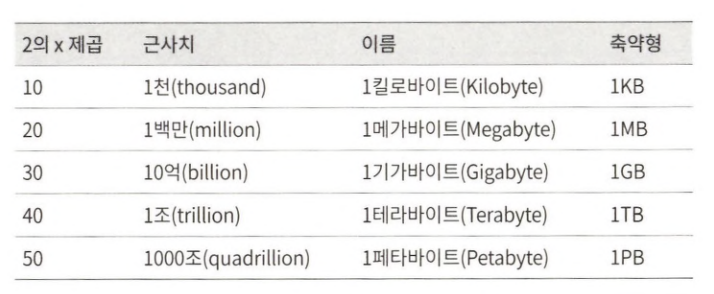 2의 x 제곱 근사치 이름 축약형
10 1천(thousand) 1킬로바이트(Kilobyte) 1KB
20 1백만(million) 1메가바이트(Megabyte) 1MB
30 10억(billion) 1기가바이트(Gigabyte) 1GB
40 1조(trillion) 1테라바이트(Terabyte) 1TB
50 1000조(quadrillion) 1페타바이트(Petabyte) 1PB